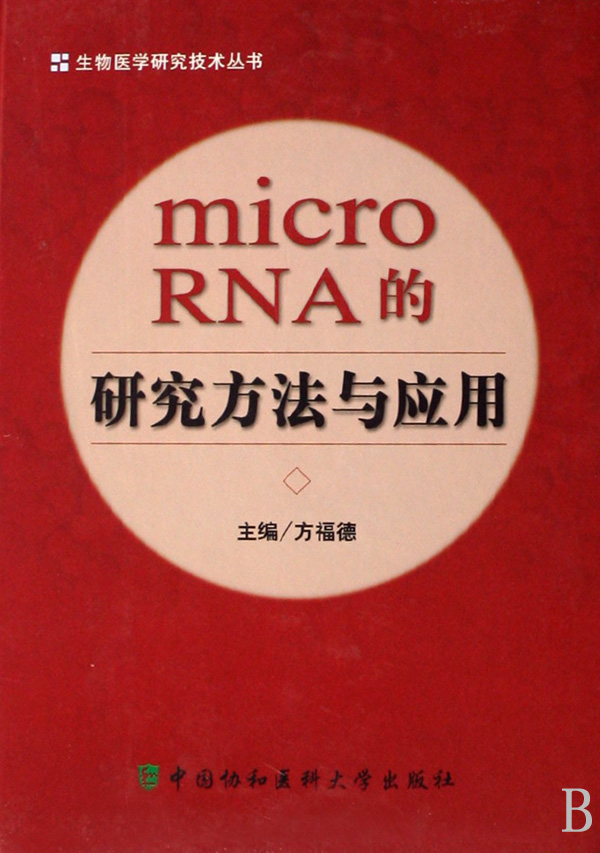 生物医学研究技术丛书
micro
RNA的
研究方法与应用
主编/方福德
中国协和医科大学出版社
B